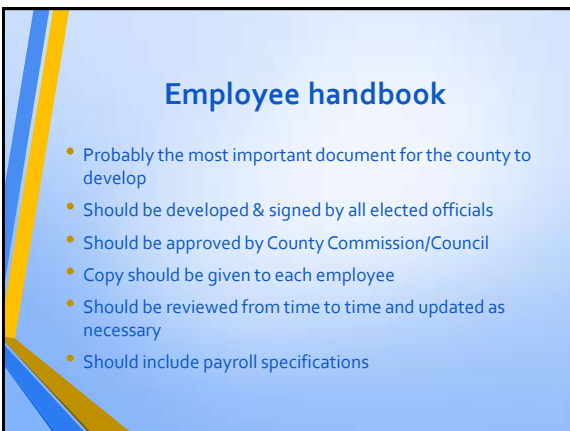 Employee handbook
• Probably the most important document for the county to
develop
• Should be developed & signed by all elected officials
• Should be approved by County Commission/Council
• Copy should be given to each employee
• Should be reviewed from time to time and updated as
necessary
• Should include payroll specifications